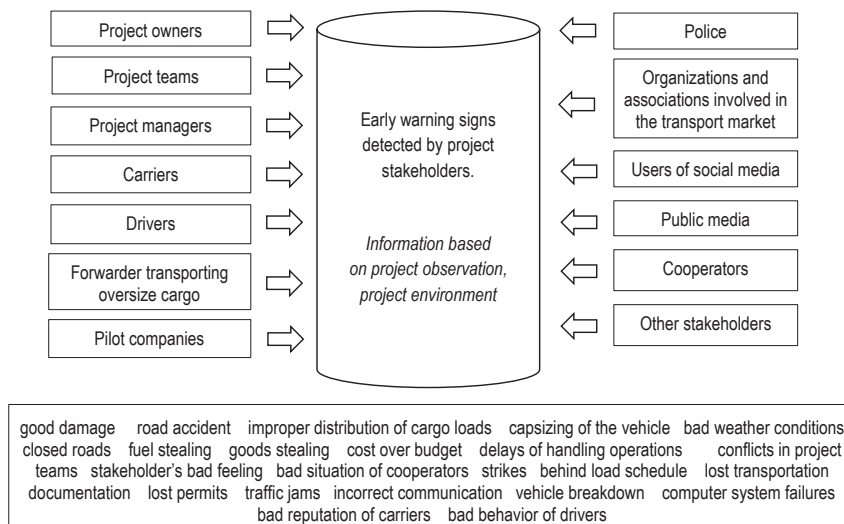 Project owners
Project teams
Project managers
Carriers
Drivers
Forwarder transporting
oversize cargo
Pilot companies
Early warning signs
detected by project
stakeholders.
Information based
on project observation,
project environment
Police
Organizations and
associations involved in
the transport market
Users of social media
Public media
Cooperators
Other stakeholders
good damage road accident improper distribution of cargo loads capsizing of the vehicle bad weather conditions
closed roads fuel stealing goods stealing cost over budget delays of handling operations conflicts in project
teams stakeholder's bad feeling bad situation of cooperators strikes behind load schedule lost transportation
documentation lost permits traffic jams incorrect communication vehicle breakdown computer system failures
bad reputation of carriers bad behavior of drivers